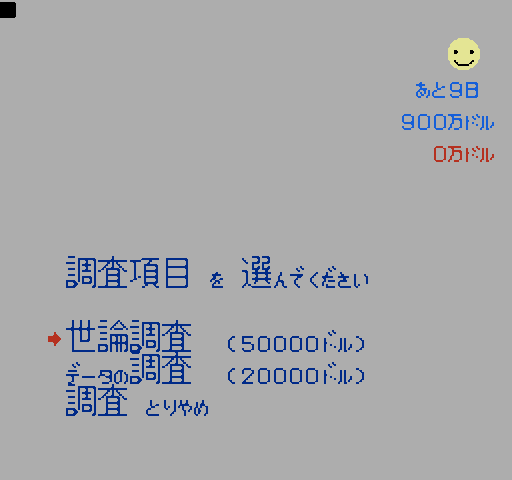 あと9日
900万ドル
0万ドル
調査項目 を 選んでください
世論調査 (50000ドル)
データの調査 (20000ドル)
調査 とりやめ